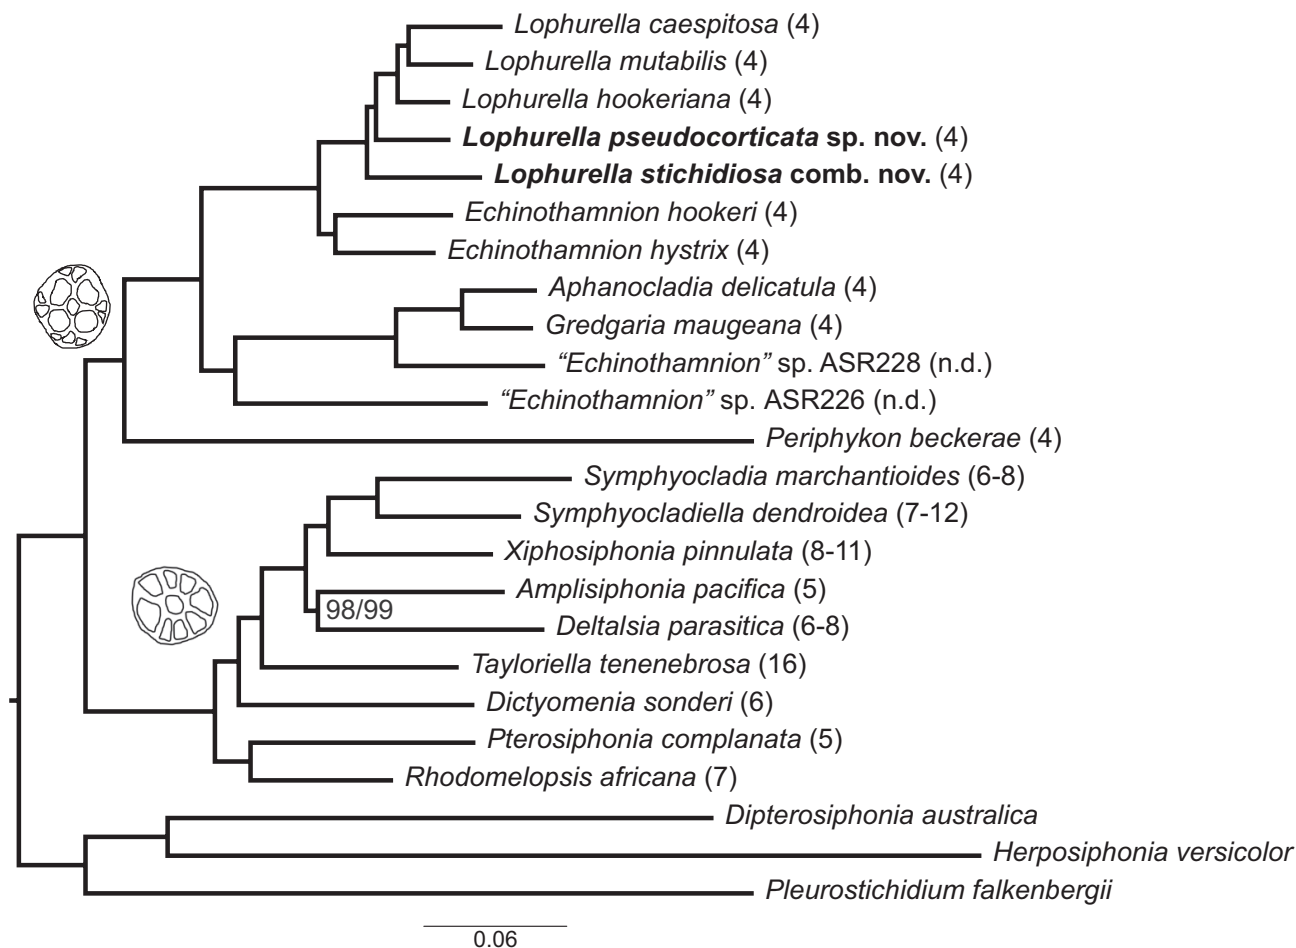 Lophurella caespitosa (4)
Lophurella mutabilis (4)
Lophurella hookeriana (4)
Lophurella pseudocorticata sp. nov. (4)
Lophurella stichidiosa comb. nov. (4)
Echinothamnion hookeri (4)
Echinothamnion hystrix (4)
Aphanocladia delicatula (4)
Gredgaria maugeana (4)
“Echinothamnion” sp. ASR228 (n.d.)
“Echinothamnion” sp. ASR226 (n.d.)
Periphykon beckerae (4)
Symphyocladia marchantioides (6-8)
Symphyocladiella dendroidea (7-12)
Xiphosiphonia pinnulata (8-11)
Amplisiphonia pacifica (5)
98/99
Deltalsia parasitica (6-8)
Tayloriella tenenebrosa (16)
Dictyomenia sonderi (6)
Pterosiphonia complanata (5)
Rhodomelopsis africana (7)
Dipterosiphonia australica
Herposiphonia versicolor
Pleurostichidium falkenbergii
0.06